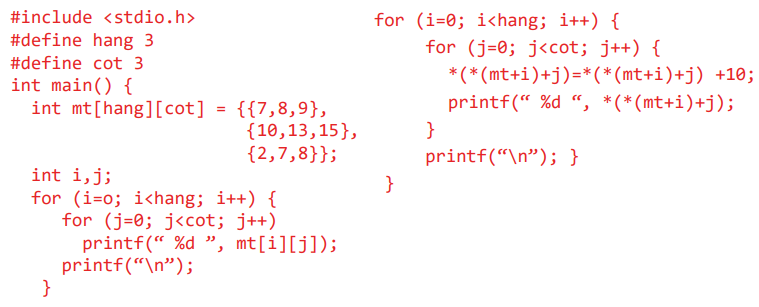 #include <stdio.h>
#define hang 3
#define cot 3
int main() {
int mt[hang][cot] = {{7,8,9},
{10,13,15},
{2,7,8}};
int i,j;
for (i=o; i<hang; i++) {
for (j=0; j<cot; j++)
printf(“ %d ”, mt[i][j]);
printf(“\n”);
}
for (i=0; i<hang; i++) {
for (j=0; j<cot; j++) {
*(*(mt+i)+j)=*(*(mt+i)+j) +10;
printf(“ %d “, *(*(mt+i)+j);
}
printf(“\n”); }
}